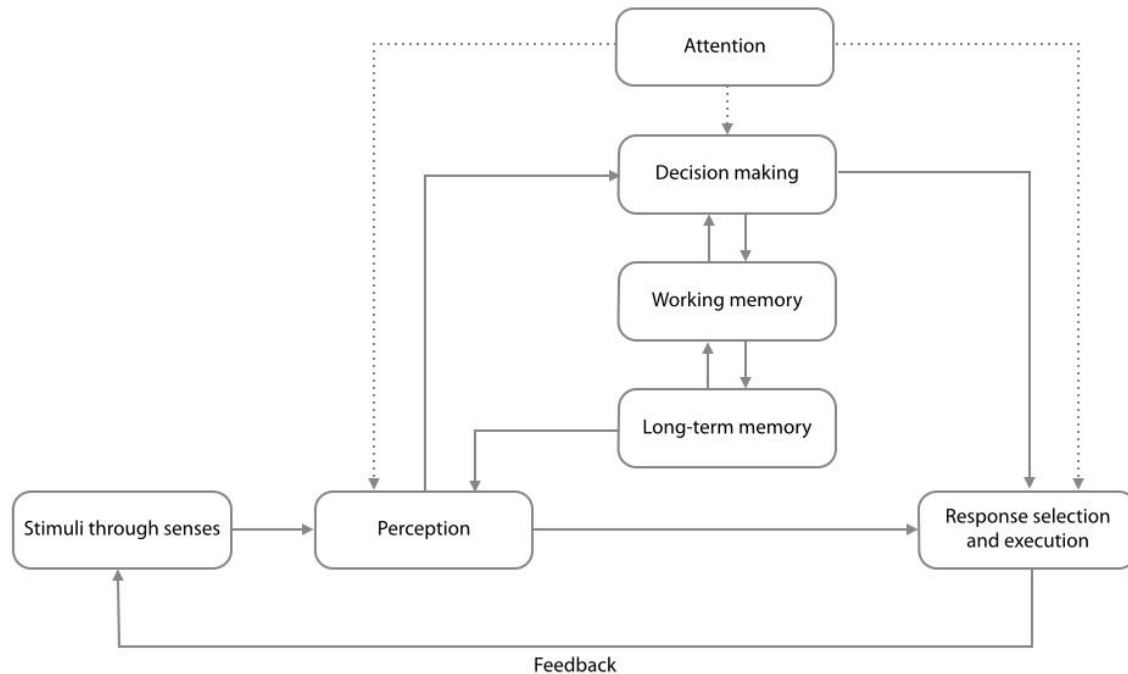 Attention
Decision making
Working memory
Long-term memory
Stimuli through senses
Perception
Response selection
and execution
Feedback